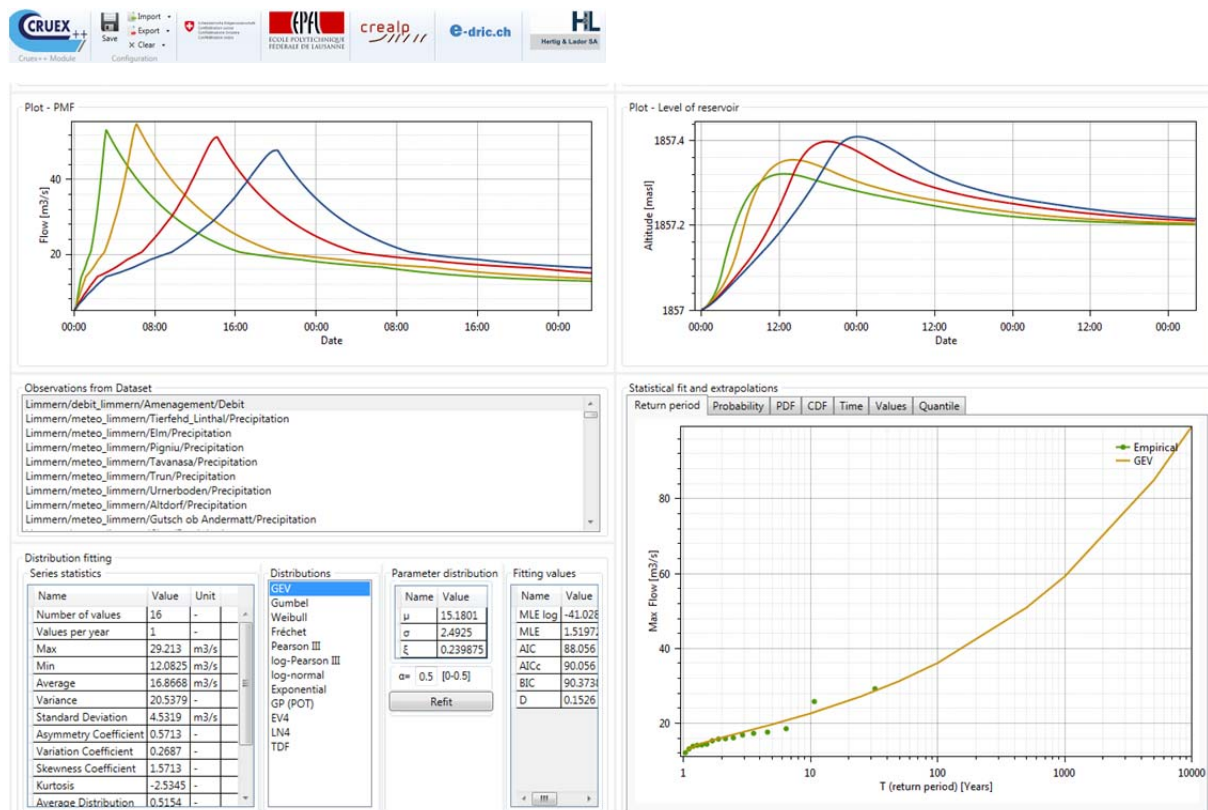 CRUEX ++
Save
Import
Export
Clear
Cruex++ Module
Configuration
Schweizerische Eidgenossenschaft
Confédération suisse
Confederazione Svizzera
Confederaziun svizra
EPFL
ECOLE POLYTECHNIQUE
FÉDÉRALE DE LAUSANNE
crealp
e-dric.ch
HL
Hertig & Lador SA
Plot - PMF
Flow [m3/s]
40
20
00:00 08:00 16:00 00:00 08:00 16:00 00:00
Date
Plot - Level of reservoir
Altitude [masl]
1857.4
1857.2
1857
00:00 12:00 00:00 12:00 00:00 12:00 00:00
Date
Observations from Dataset
Limmern/debit_limmern/Amenagement/Debit
Limmern/meteo_limmern/Tierfehd_Linthal/Precipitation
Limmern/meteo_limmern/Elm/Precipitation
Limmern/meteo_limmern/Pigniu/Precipitation
Limmern/meteo_limmern/Tavanasa/Precipitation
Limmern/meteo_limmern/Trun/Precipitation
Limmern/meteo_limmern/Urnerboden/Precipitation
Limmern/meteo_limmern/Altdorf/Precipitation
Limmern/meteo_limmern/Gutsch ob Andermatt/Precipitation
Distribution fitting
Series statistics
Name Value Unit
Number of values 16 -
Values per year 1 -
Max 29.213 m3/s
Min 12.0825 m3/s
Average 16.8668 m3/s
Variance 20.5379 -
Standard Deviation 4.5319 m3/s
Asymmetry Coefficient 0.5713 -
Variation Coefficient 0.2687 -
Skewness Coefficient 1.5713 -
Kurtosis -2.5345 -
Average Distribution 0.5154 -
Distributions
GEV
Gumbel
Weibull
Fréchet
Pearson III
log-Pearson III
log-normal
Exponential
GP (POT)
EV4
LN4
TDF
Parameter distribution
Name Value
μ 15.1801
σ 2.4925
ξ 0.239875
α= 0.5 [0-0.5]
Refit
Fitting values
Name Value
MLE log -41.028
MLE 1.5197
AIC 88.056
AICc 90.056
BIC 90.373
D 0.1526
Statistical fit and extrapolations
Return period Probability PDF CDF Time Values Quantile
Empirical
GEV
Max Flow [m3/s]
80
60
40
20
1 10 100 1000 10000
T (return period) [Years]